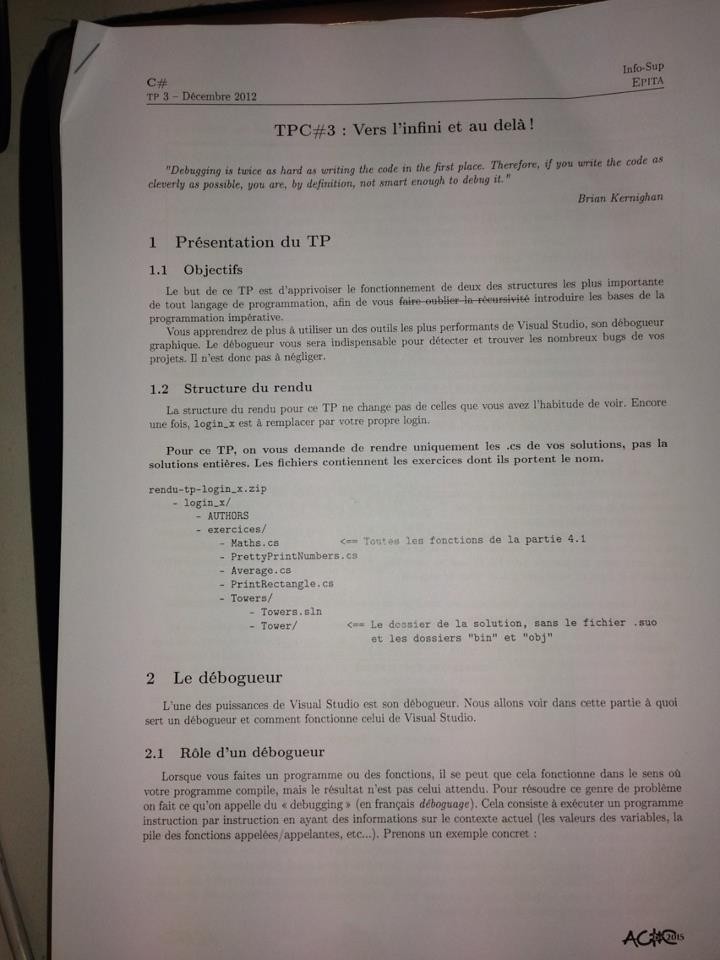 C#
Info-Sup
TP 3 – Décembre 2012
EPITA
TPC#3 : Vers l'infini et au delà !
"Debugging is twice as hard as writing the code in the first place. Therefore, if you write the code as
cleverly as possible, you are, by definition, not smart enough to debug it."
Brian Kernighan
1 Présentation du TP
1.1 Objectifs
Le but de ce TP est d'apprivoiser le fonctionnement de deux des structures les plus importante
de tout langage de programmation, afin de vous faire oublier la récursivité introduire les bases de la
programmation impérative.
Vous apprendrez de plus à utiliser un des outils les plus performants de Visual Studio, son débogueur
graphique. Le débogueur vous sera indispensable pour détecter et trouver les nombreux bugs de vos
projets. Il n'est donc pas à négliger.
1.2 Structure du rendu
La structure du rendu pour ce TP ne change pas de celles que vous avez l'habitude de voir. Encore
une fois, login_x est à remplacer par votre propre login.
Pour ce TP, on vous demande de rendre uniquement les .cs de vos solutions, pas la
solutions entières. Les fichiers contiennent les exercices dont ils portent le nom.
rendu-tp-login_x.zip
- login_x/
- AUTHORS
- exercices/
- Maths.cs <== Toutes les fonctions de la partie 4.1
- PrettyPrintNumbers.cs
- Average.cs
- PrintRectangle.cs
- Towers/
- Towers.sln
- Tower/ <== Le dossier de la solution, sans le fichier .suo
et les dossiers "bin" et "obj"
2 Le débogueur
L'une des puissances de Visual Studio est son débogueur. Nous allons voir dans cette partie à quoi
sert un débogueur et comment fonctionne celui de Visual Studio.
2.1 Rôle d'un débogueur
Lorsque vous faites un programme ou des fonctions, il se peut que cela fonctionne dans le sens où
votre programme compile, mais le résultat n'est pas celui attendu. Pour résoudre ce genre de problème
on fait ce qu'on appelle du « debugging » (en français déboguage). Cela consiste à exécuter un programme
instruction par instruction en ayant des informations sur le contexte actuel (les valeurs des variables, la
pile des fonctions appelées/appelantes, etc...). Prenons un exemple concret :
AC#C 2015